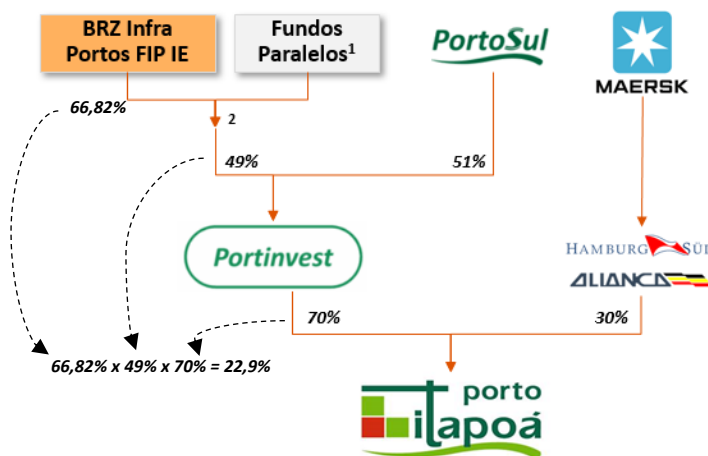 BRZ Infra
Portos FIP IE
Fundos
Paralelos¹
PortoSul
MAERSK
66,82%
2
49%
51%
Portinvest
HAMBURG SÜD
ALIANCA
70%
30%
66,82% x 49% x 70% = 22,9%
porto
itapoá